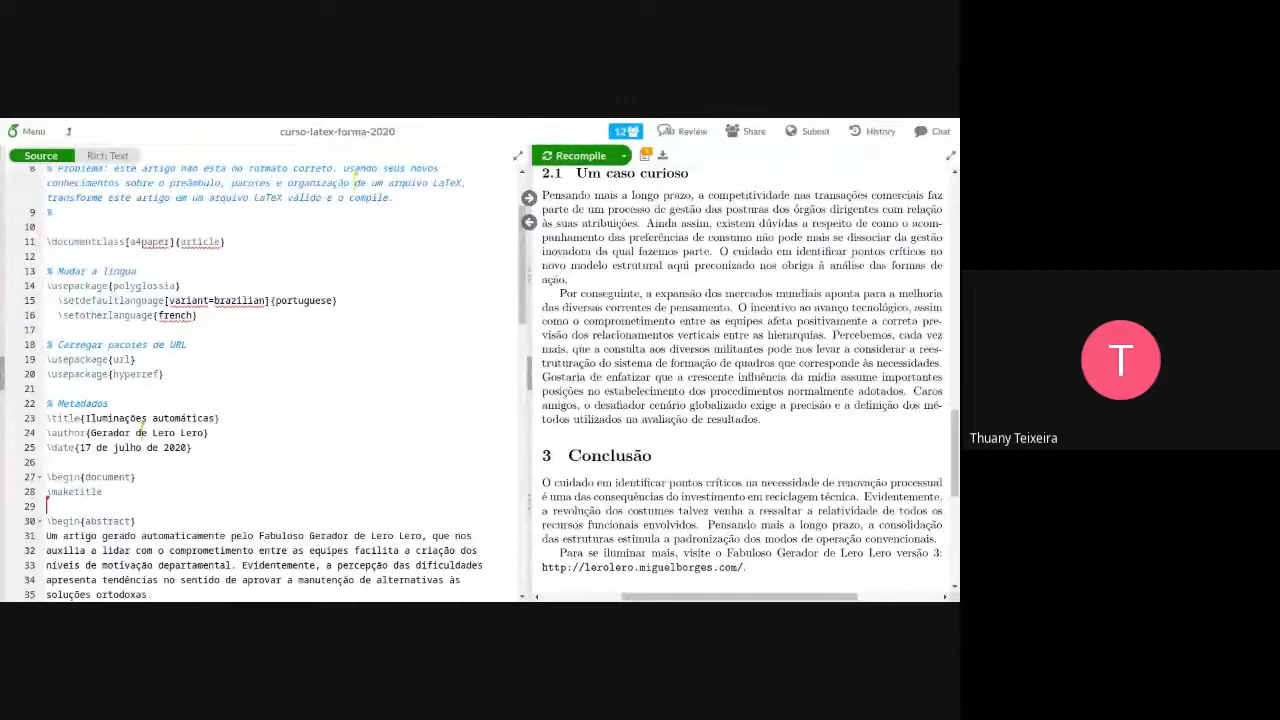 Menu
curso-latex-forma-2020
12
Review
Share
Submit
History
Chat
Source
Rich Text
Recompile
8 % Problema: este artigo não está no formato correto. Usando seus novos
conhecimentos sobre o preâmbulo, pacotes e organização de um arquivo LaTeX,
transforme este artigo em um arquivo LaTeX válido e o compile.
9 %
10
11 \documentclass[a4paper]{article}
12
13 % Mudar a língua
14 \usepackage{polyglossia}
15 \setdefaultlanguage[variant=brazilian]{portuguese}
16 \setotherlanguage{french}
17
18 % Carregar pacotes de URL
19 \usepackage{url}
20 \usepackage{hyperref}
21
22 % Metadados
23 \title{Iluminações automáticas}
24 \author{Gerador de Lero Lero}
25 \date{17 de julho de 2020}
26
27 \begin{document}
28 \maketitle
29
30 \begin{abstract}
31 Um artigo gerado automaticamente pelo Fabuloso Gerador de Lero Lero, que nos
32 auxilia a lidar com o comprometimento entre as equipes facilita a criação dos
33 níveis de motivação departamental. Evidentemente, a percepção das dificuldades
34 apresenta tendências no sentido de aprovar a manutenção de alternativas às
35 soluções ortodoxas.
2.1 Um caso curioso
Pensando mais a longo prazo, a competitividade nas transações comerciais faz
parte de um processo de gestão das posturas dos órgãos dirigentes com relação
às suas atribuições. Ainda assim, existem dúvidas a respeito de como o acom-
panhamento das preferências de consumo não pode mais se dissociar da gestão
inovadora da qual fazemos parte. O cuidado em identificar pontos críticos no
novo modelo estrutural aqui preconizado nos obriga à análise das formas de
ação.
Por conseguinte, a expansão dos mercados mundiais aponta para a melhoria
das diversas correntes de pensamento. O incentivo ao avanço tecnológico, assim
como o comprometimento entre as equipes afeta positivamente a correta pre-
visão dos relacionamentos verticais entre as hierarquias. Percebemos, cada vez
mais, que a consulta aos diversos militantes pode nos levar a considerar a rees-
truturação do sistema de formação de quadros que corresponde às necessidades.
Gostaria de enfatizar que a crescente influência da mídia assume importantes
posições no estabelecimento dos procedimentos normalmente adotados. Caros
amigos, o desafiador cenário globalizado exige a precisão e a definição dos mé-
todos utilizados na avaliação de resultados.
3 Conclusão
O cuidado em identificar pontos críticos na necessidade de renovação processual
é uma das consequências do investimento em reciclagem técnica. Evidentemente,
a revolução dos costumes talvez venha a ressaltar a relatividade de todos os
recursos funcionais envolvidos. Pensando mais a longo prazo, a consolidação
das estruturas estimula a padronização dos modos de operação convencionais.
Para se iluminar mais, visite o Fabuloso Gerador de Lero Lero versão 3:
http://lerolero.miguelborges.com/.
T
Thuany Teixeira